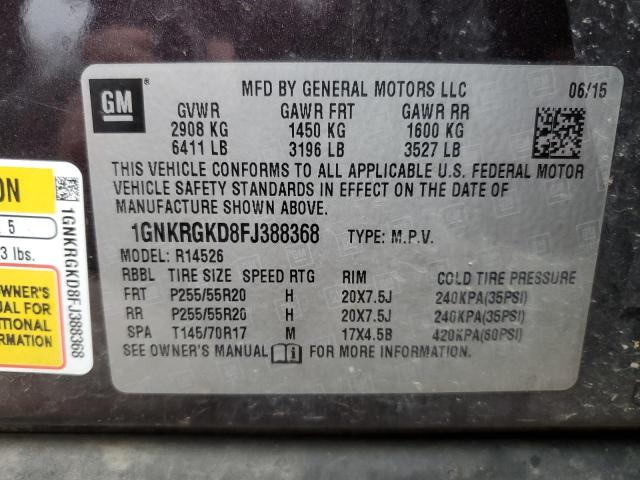 GM
MFD BY GENERAL MOTORS LLC 06/15
GVWR GAWR FRT GAWR RR
2908 KG 1450 KG 1600 KG
6411 LB 3196 LB 3527 LB
THIS VEHICLE CONFORMS TO ALL APPLICABLE U.S. FEDERAL MOTOR
VEHICLE SAFETY STANDARDS IN EFFECT ON THE DATE OF
MANUFACTURE SHOWN ABOVE.
1GNKRGKD8FJ388368 TYPE: M.P.V.
MODEL: R14526
RBBL TIRE SIZE SPEED RTG RIM COLD TIRE PRESSURE
FRT P255/55R20 H 20X7.5J 240KPA(35PSI)
RR P255/55R20 H 20X7.5J 240KPA(35PSI)
SPA T145/70R17 M 17X4.5B 420KPA(60PSI)
SEE OWNER'S MANUAL FOR MORE INFORMATION.
ON
5
3 lbs.
OWNER'S
UAL FOR
ITIONAL
RMATION
1GNKRGKD8FJ388368